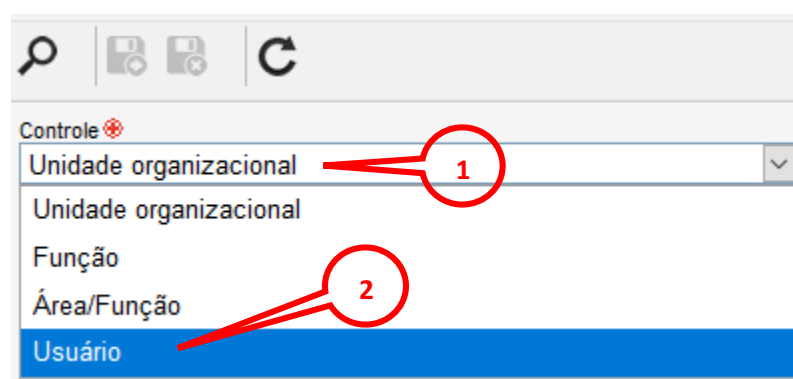 Controle
Unidade organizacional
1
Unidade organizacional
Função
2
Área/Função
Usuário